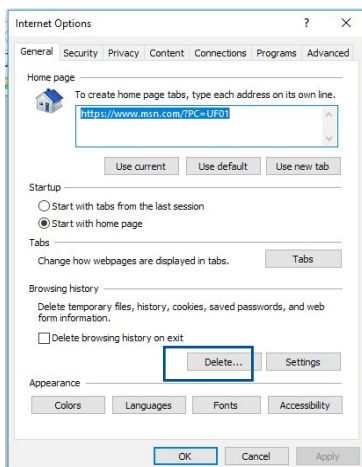 Internet Options ? X
General Security Privacy Content Connections Programs Advanced
Home page
To create home page tabs, type each address on its own line.
https://www.msn.com/?PC=UF01
Use current Use default Use new tab
Startup
Start with tabs from the last session
Start with home page
Tabs
Change how webpages are displayed in tabs. Tabs
Browsing history
Delete temporary files, history, cookies, saved passwords, and web
form information.
Delete browsing history on exit
Delete... Settings
Appearance
Colors Languages Fonts Accessibility
OK Cancel Apply